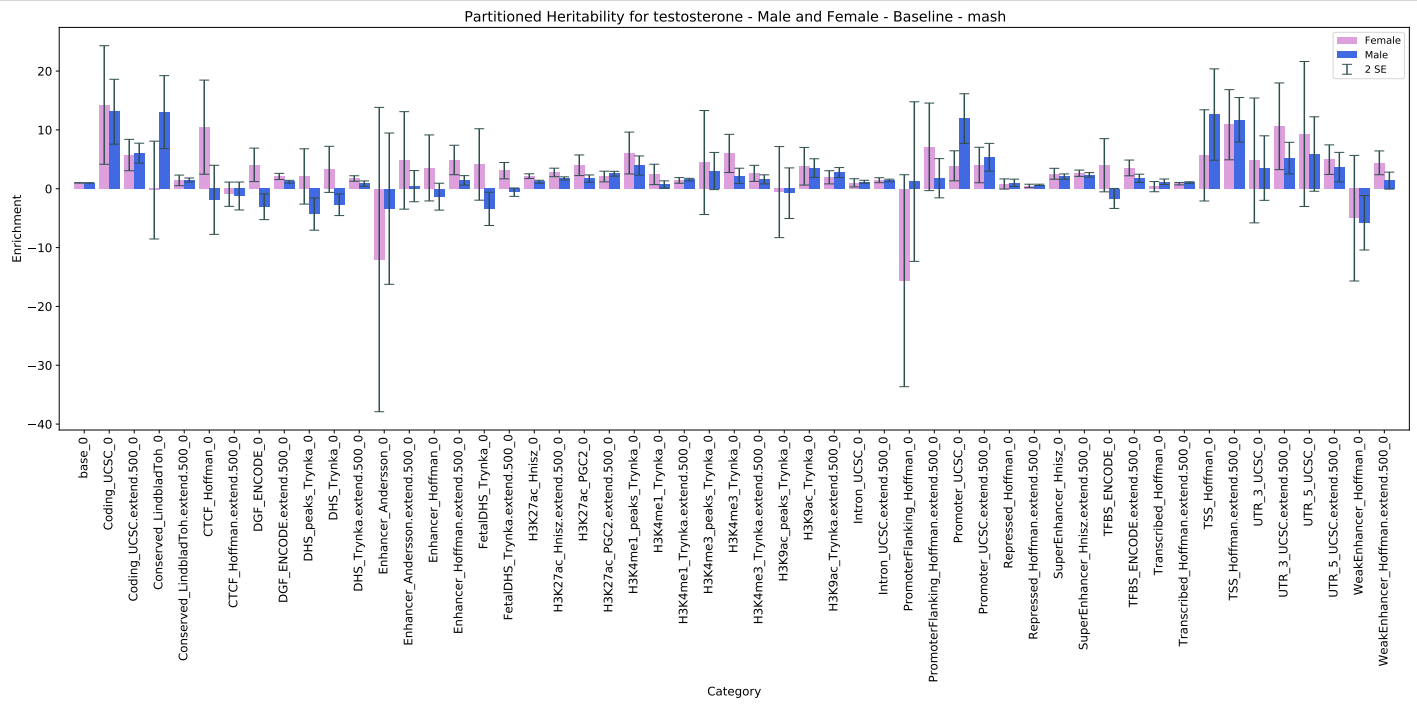 Partitioned Heritability for testosterone - Male and Female - Baseline - mash
Female
Male
2 SE
Enrichment
20
10
0
−10
−20
−30
−40
base_0
Coding_UCSC_0
Coding_UCSC.extend.500_0
Conserved_LindbladToh_0
Conserved_LindbladToh.extend.500_0
CTCF_Hoffman_0
CTCF_Hoffman.extend.500_0
DGF_ENCODE_0
DGF_ENCODE.extend.500_0
DHS_peaks_Trynka_0
DHS_Trynka_0
DHS_Trynka.extend.500_0
Enhancer_Andersson_0
Enhancer_Andersson.extend.500_0
Enhancer_Hoffman_0
Enhancer_Hoffman.extend.500_0
FetalDHS_Trynka_0
FetalDHS_Trynka.extend.500_0
H3K27ac_Hnisz_0
H3K27ac_Hnisz.extend.500_0
H3K27ac_PGC2_0
H3K27ac_PGC2.extend.500_0
H3K4me1_peaks_Trynka_0
H3K4me1_Trynka_0
H3K4me1_Trynka.extend.500_0
H3K4me3_peaks_Trynka_0
H3K4me3_Trynka_0
H3K4me3_Trynka.extend.500_0
H3K9ac_peaks_Trynka_0
H3K9ac_Trynka_0
H3K9ac_Trynka.extend.500_0
Intron_UCSC_0
Intron_UCSC.extend.500_0
PromoterFlanking_Hoffman_0
PromoterFlanking_Hoffman.extend.500_0
Promoter_UCSC_0
Promoter_UCSC.extend.500_0
Repressed_Hoffman_0
Repressed_Hoffman.extend.500_0
SuperEnhancer_Hnisz_0
SuperEnhancer_Hnisz.extend.500_0
TFBS_ENCODE_0
TFBS_ENCODE.extend.500_0
Transcribed_Hoffman_0
Transcribed_Hoffman.extend.500_0
TSS_Hoffman_0
TSS_Hoffman.extend.500_0
UTR_3_UCSC_0
UTR_3_UCSC.extend.500_0
UTR_5_UCSC_0
UTR_5_UCSC.extend.500_0
WeakEnhancer_Hoffman_0
WeakEnhancer_Hoffman.extend.500_0
Category